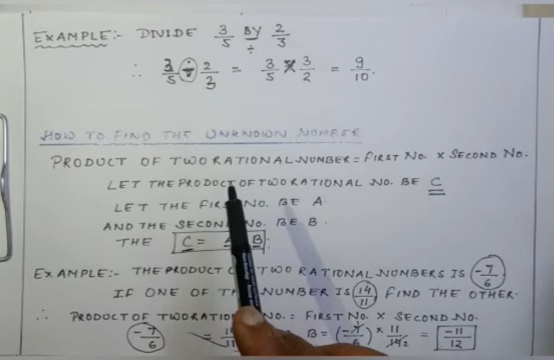 EXAMPLE:- DIVIDE 3/5 BY 2/3
÷
∴ 3/5 ÷ 2/3 = 3/5 × 3/2 = 9/10.
HOW TO FIND THE UNKNOWN NUMBER
PRODUCT OF TWO RATIONAL NUMBER = FIRST NO. × SECOND NO.
LET THE PRODUCT OF TWO RATIONAL NO. BE C
LET THE FIRST NO. BE A.
AND THE SECOND NO. BE B.
THE C = A B.
EXAMPLE:- THE PRODUCT OF TWO RATIONAL NUMBERS IS -7/6
IF ONE OF NUMBER IS 14/11 FIND THE OTHER.
∴ PRODUCT OF TWO RATIONAL NO. = FIRST NO. × SECOND NO.
-7/6 = B = (-7/6) × 11/14 2 = -11/12